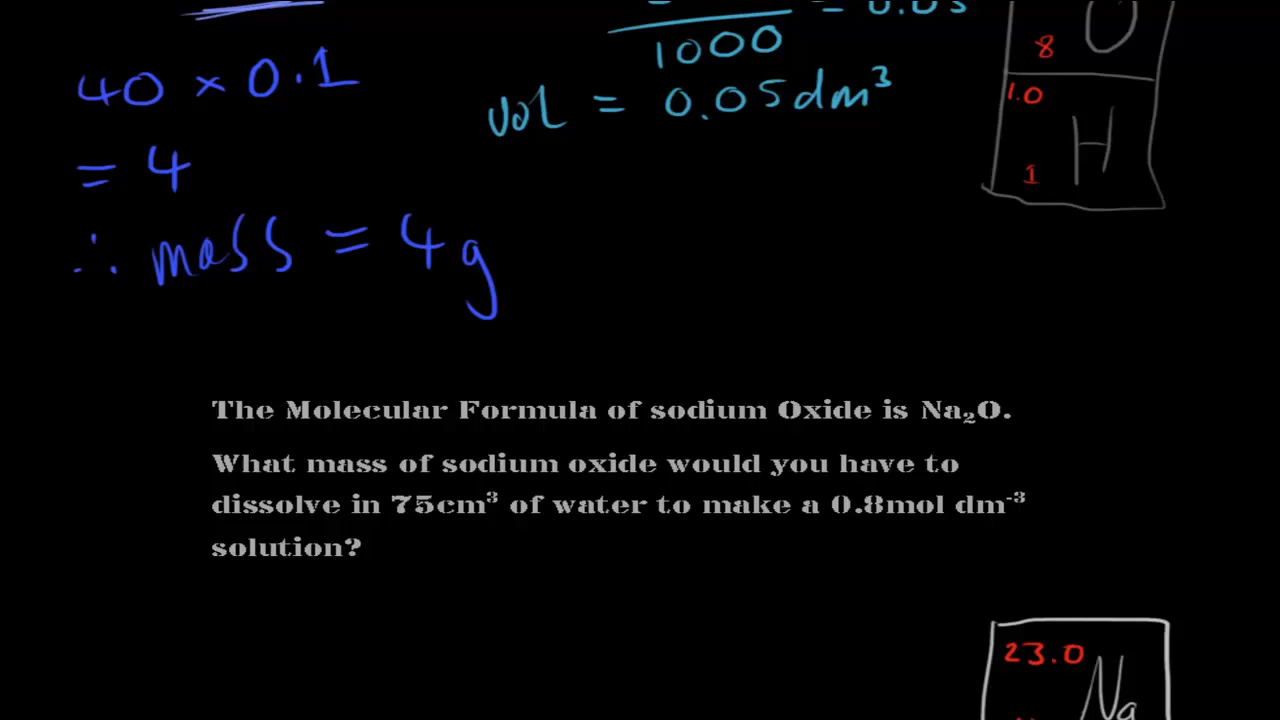 40 × 0.1
= 4
∴ mass = 4g
= 0.05
1000
vol = 0.05dm³
8 O
1.0
1 H
The Molecular Formula of sodium Oxide is Na₂O.
What mass of sodium oxide would you have to
dissolve in 75cm³ of water to make a 0.8mol dm⁻³
solution?
23.0
Na